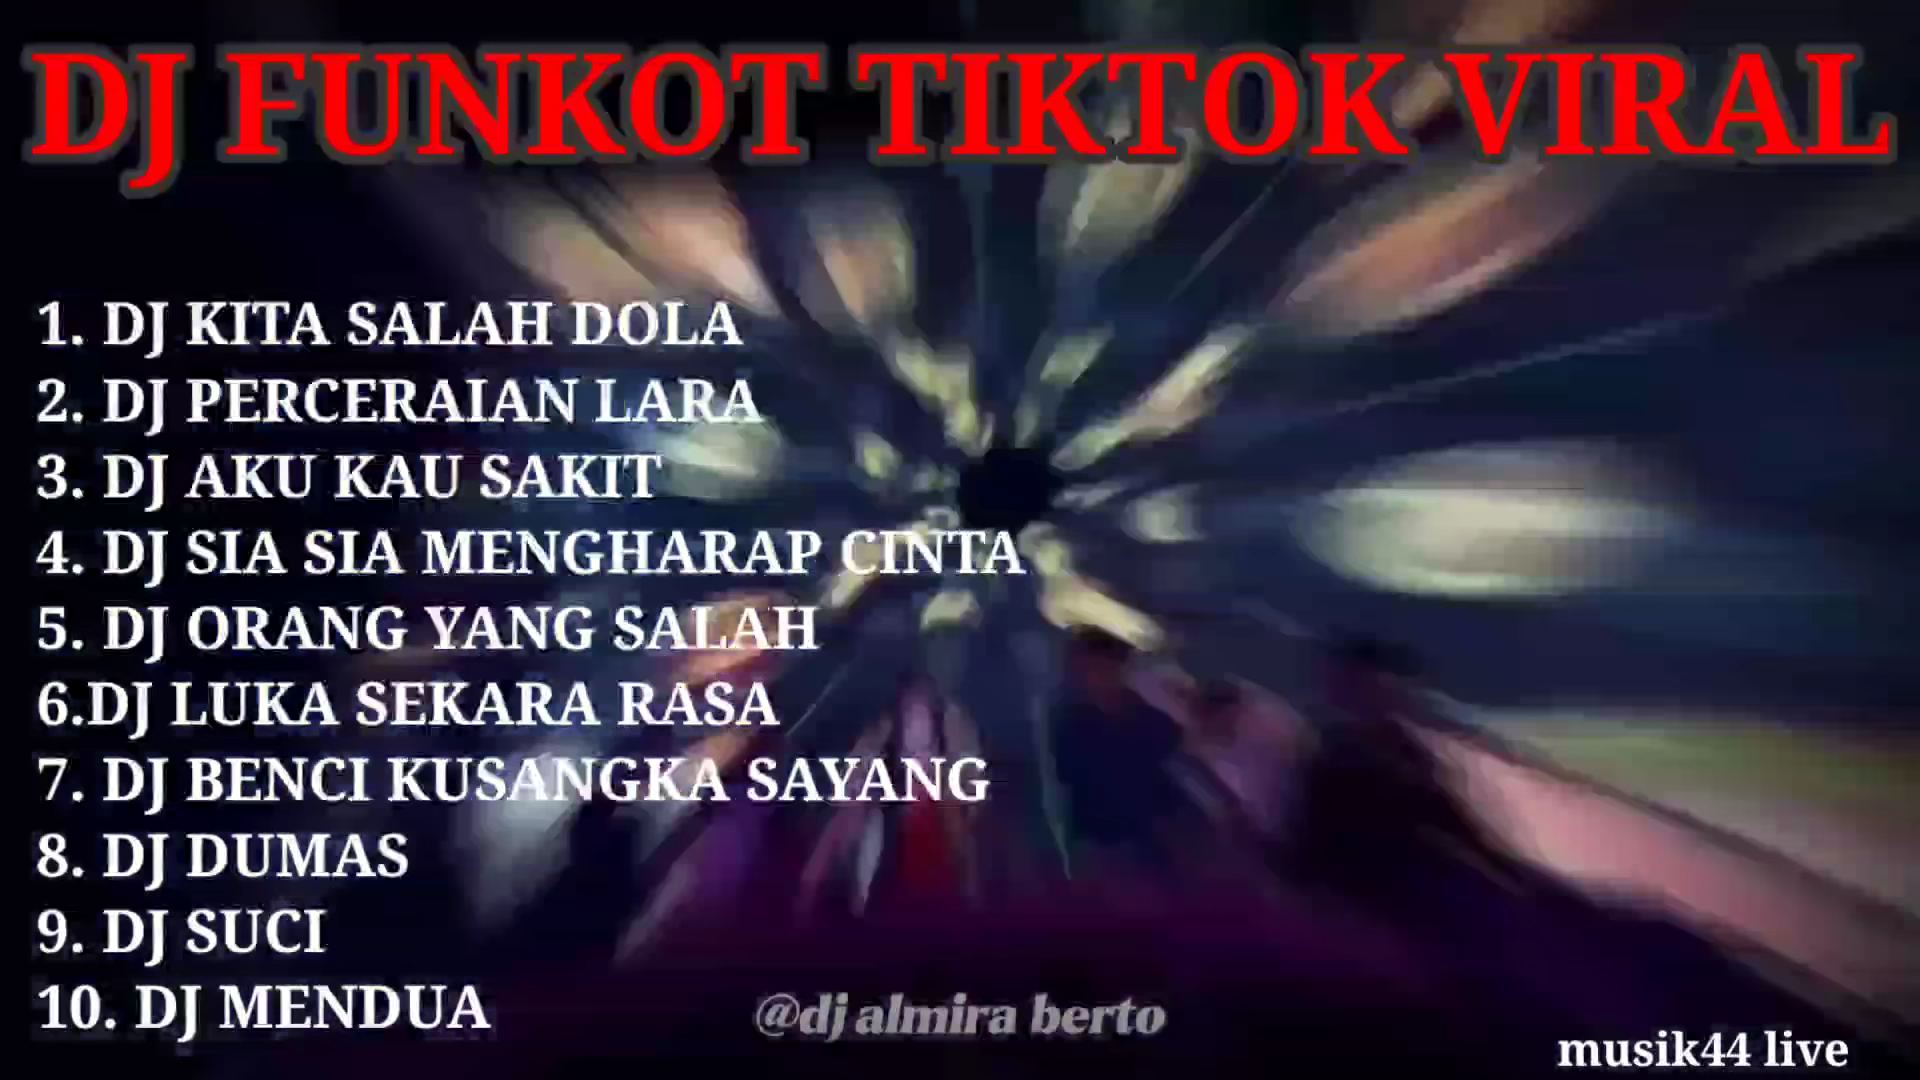 DJ FUNKOT TIKTOK VIRAL
1. DJ KITA SALAH DOLA
2. DJ PERCERAIAN LARA
3. DJ AKU KAU SAKIT
4. DJ SIA SIA MENGHARAP CINTA
5. DJ ORANG YANG SALAH
6.DJ LUKA SEKARA RASA
7. DJ BENCI KUSANGKA SAYANG
8. DJ DUMAS
9. DJ SUCI
10. DJ MENDUA
@dj almira berto
musik44 live